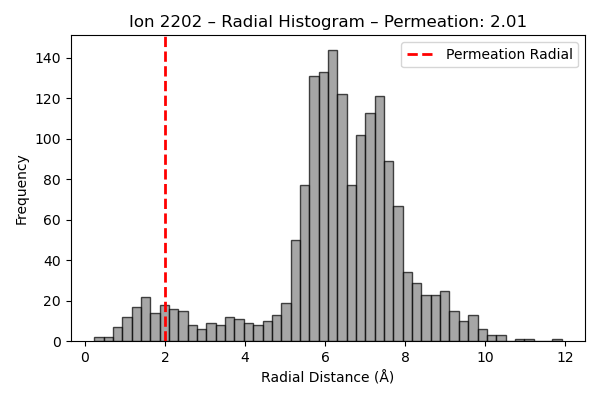 Ion 2202 – Radial Histogram – Permeation: 2.01
Permeation Radial
140
120
100
80
60
40
20
0
Frequency
0 2 4 6 8 10 12
Radial Distance (Å)